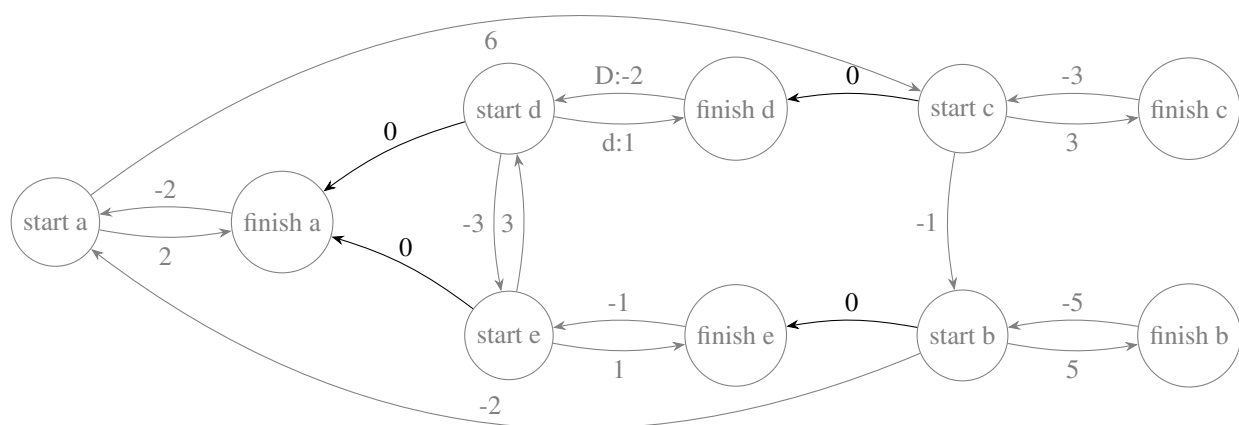 6
start d
D:-2
d:1
finish d
0
start c
-3
3
finish c
0
start a
-2
2
finish a
-3
3
-1
0
start e
-1
1
finish e
0
start b
-5
5
finish b
-2